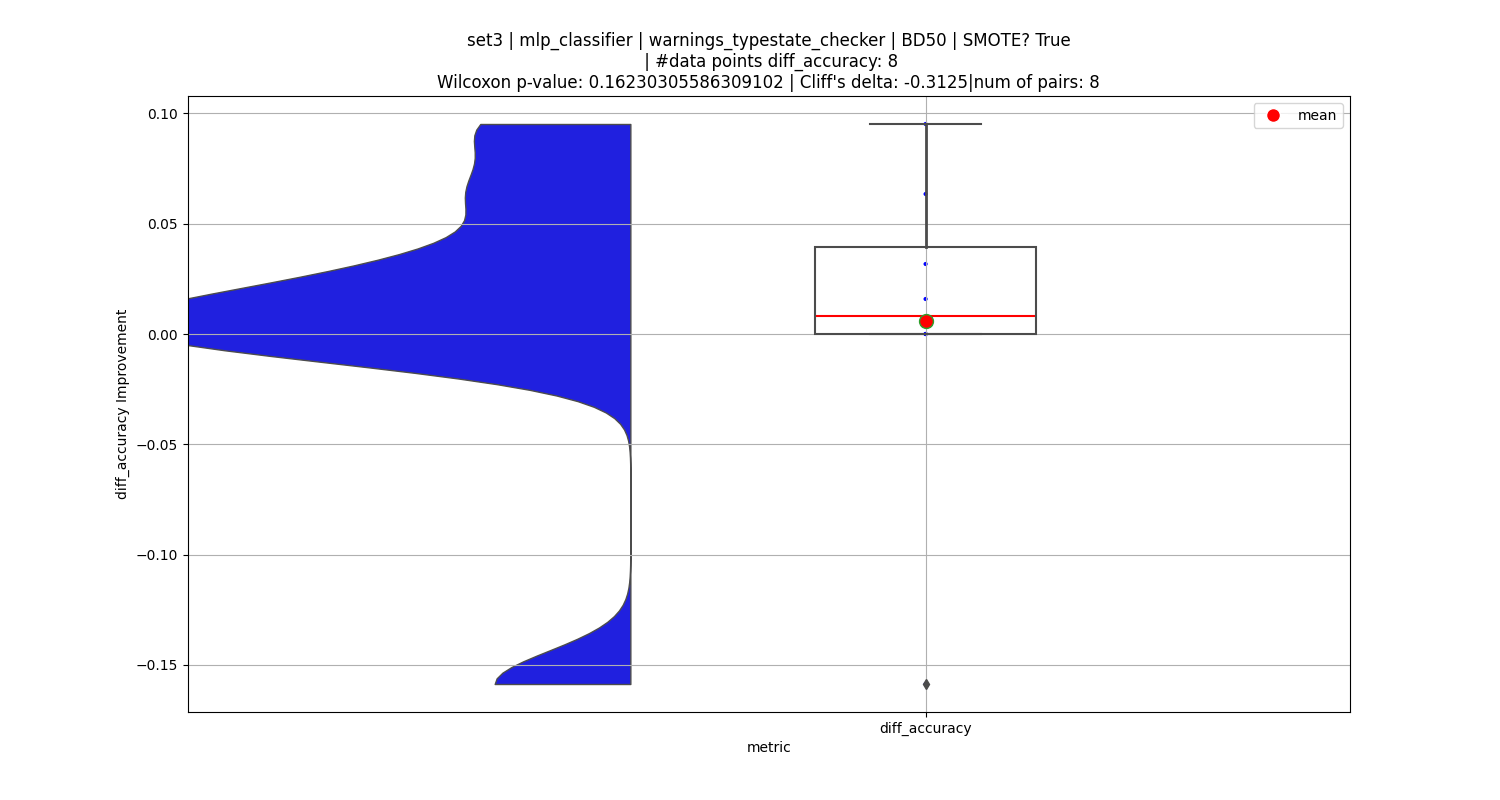 set3 | mlp_classifier | warnings_typestate_checker | BD50 | SMOTE? True
| #data points diff_accuracy: 8
Wilcoxon p-value: 0.16230305586309102 | Cliff's delta: -0.3125|num of pairs: 8
mean
0.10
0.05
0.00
−0.05
−0.10
−0.15
diff_accuracy Improvement
diff_accuracy
metric